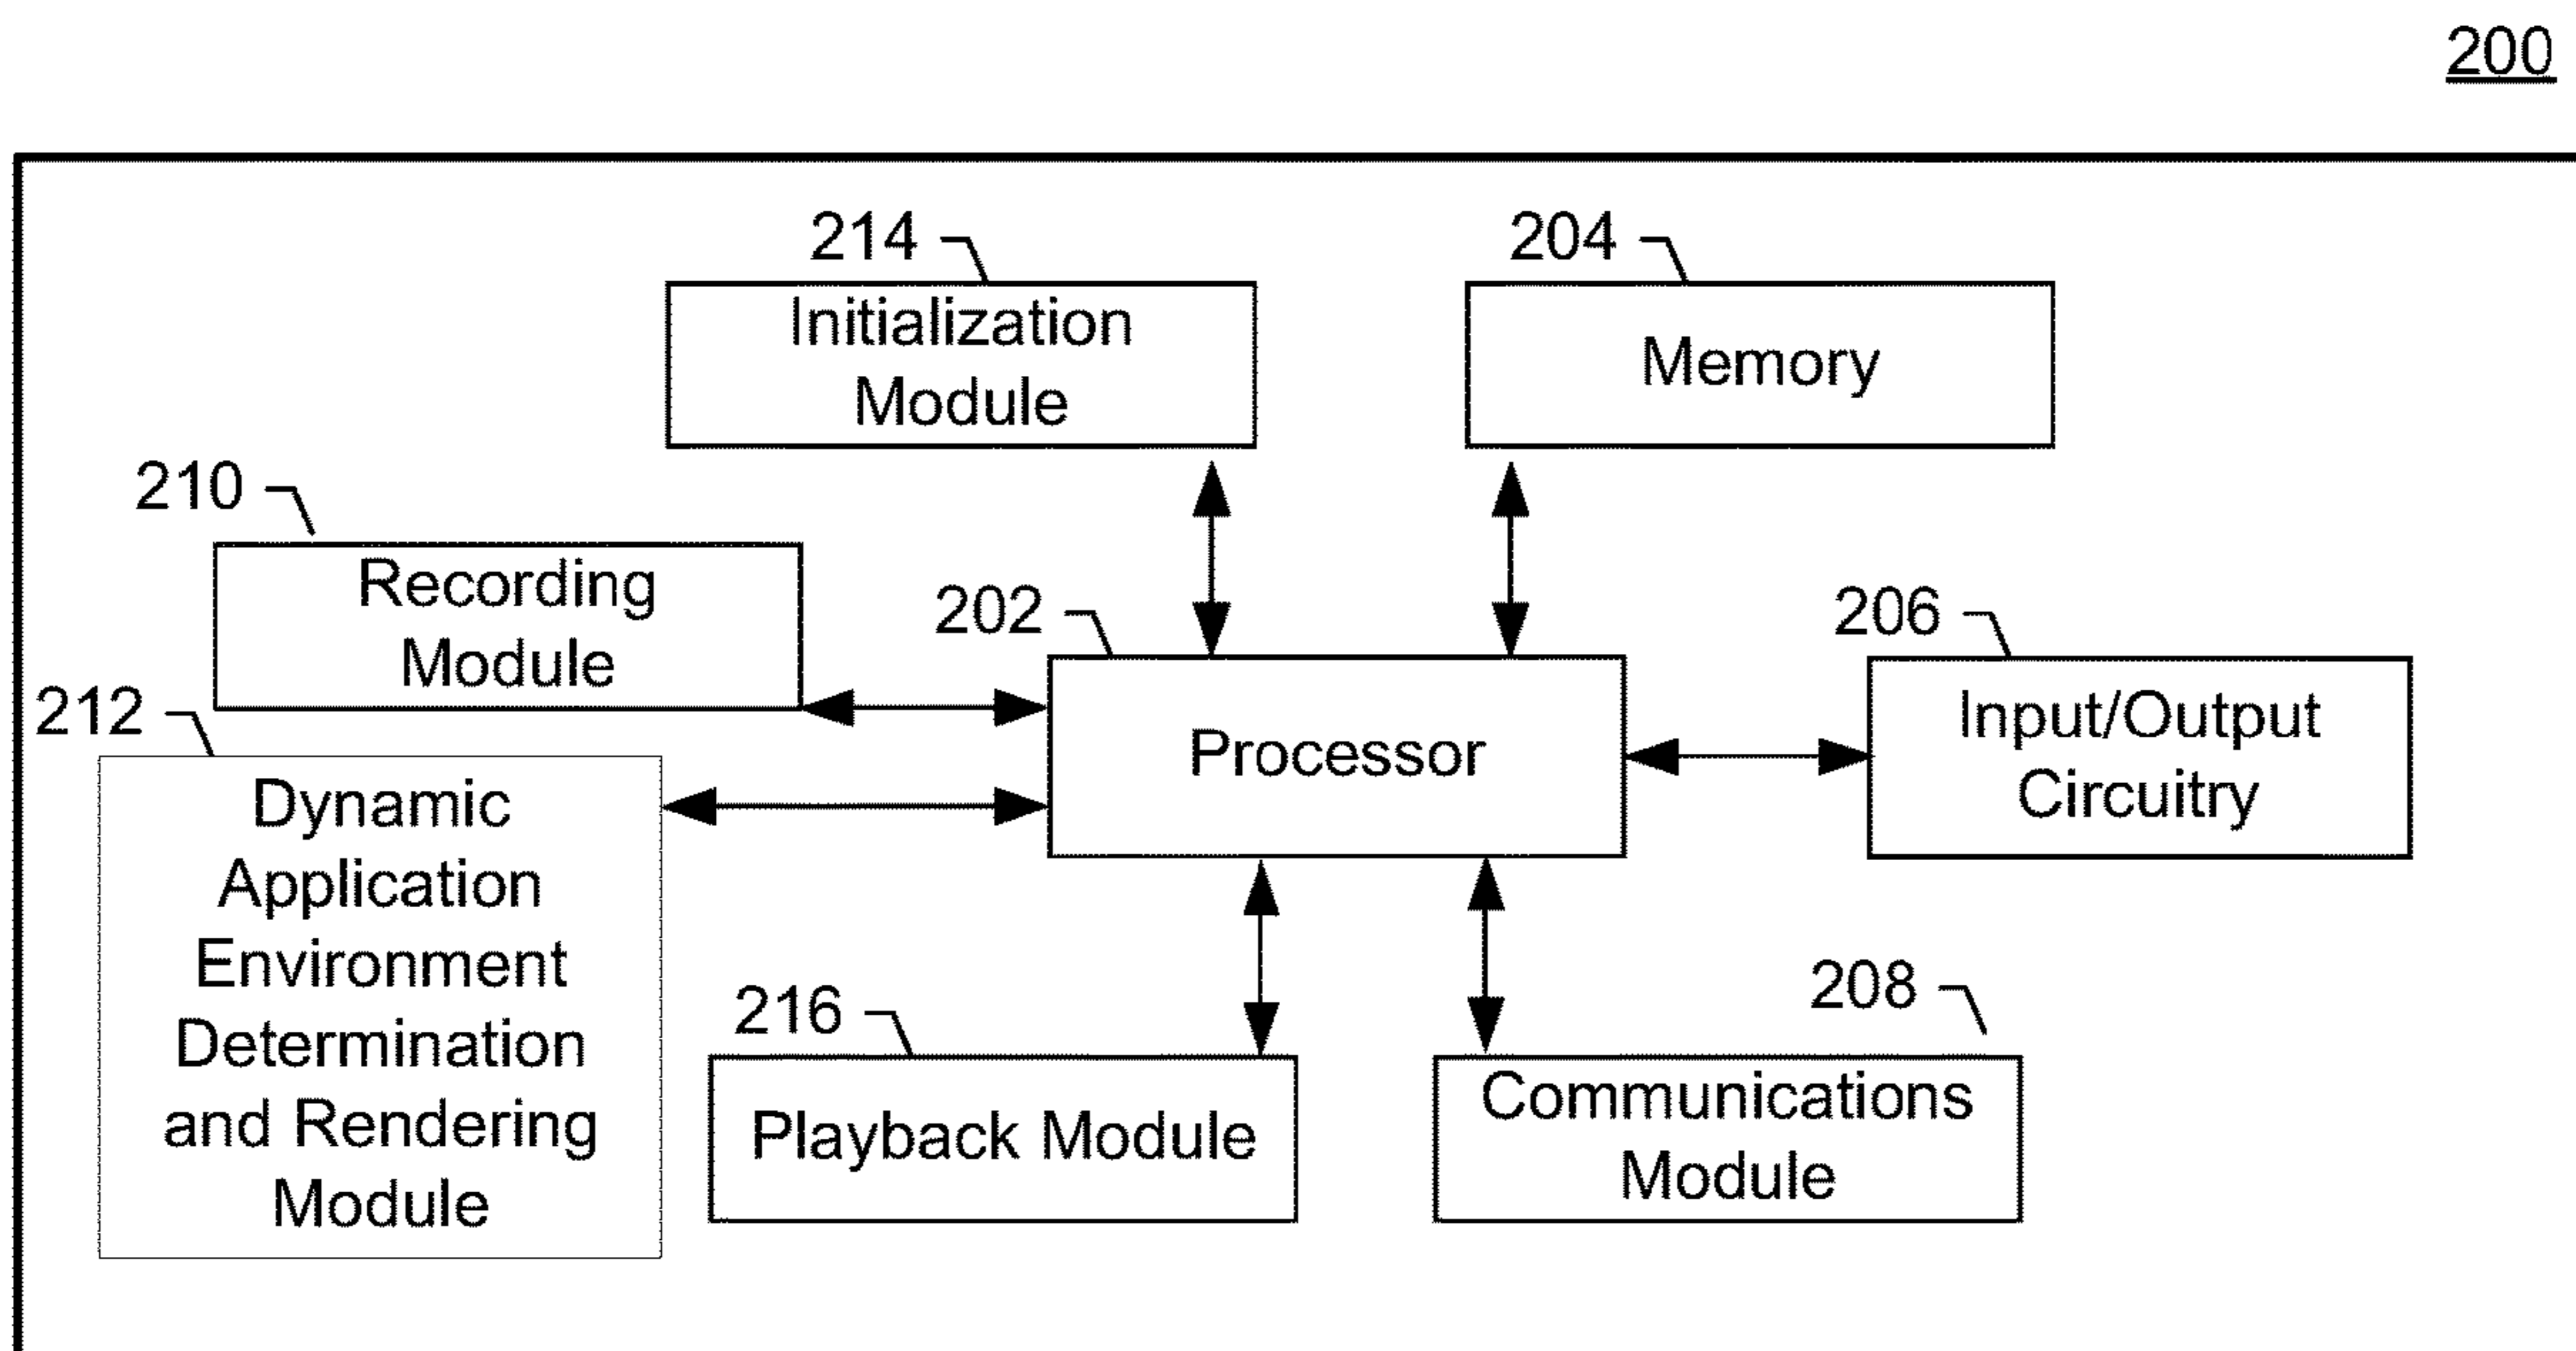 200
214
Initialization
Module
204
Memory
210
Recording
Module
202
Processor
206
Input/Output
Circuitry
212
Dynamic
Application
Environment
Determination
and Rendering
Module
216
Playback Module
208
Communications
Module